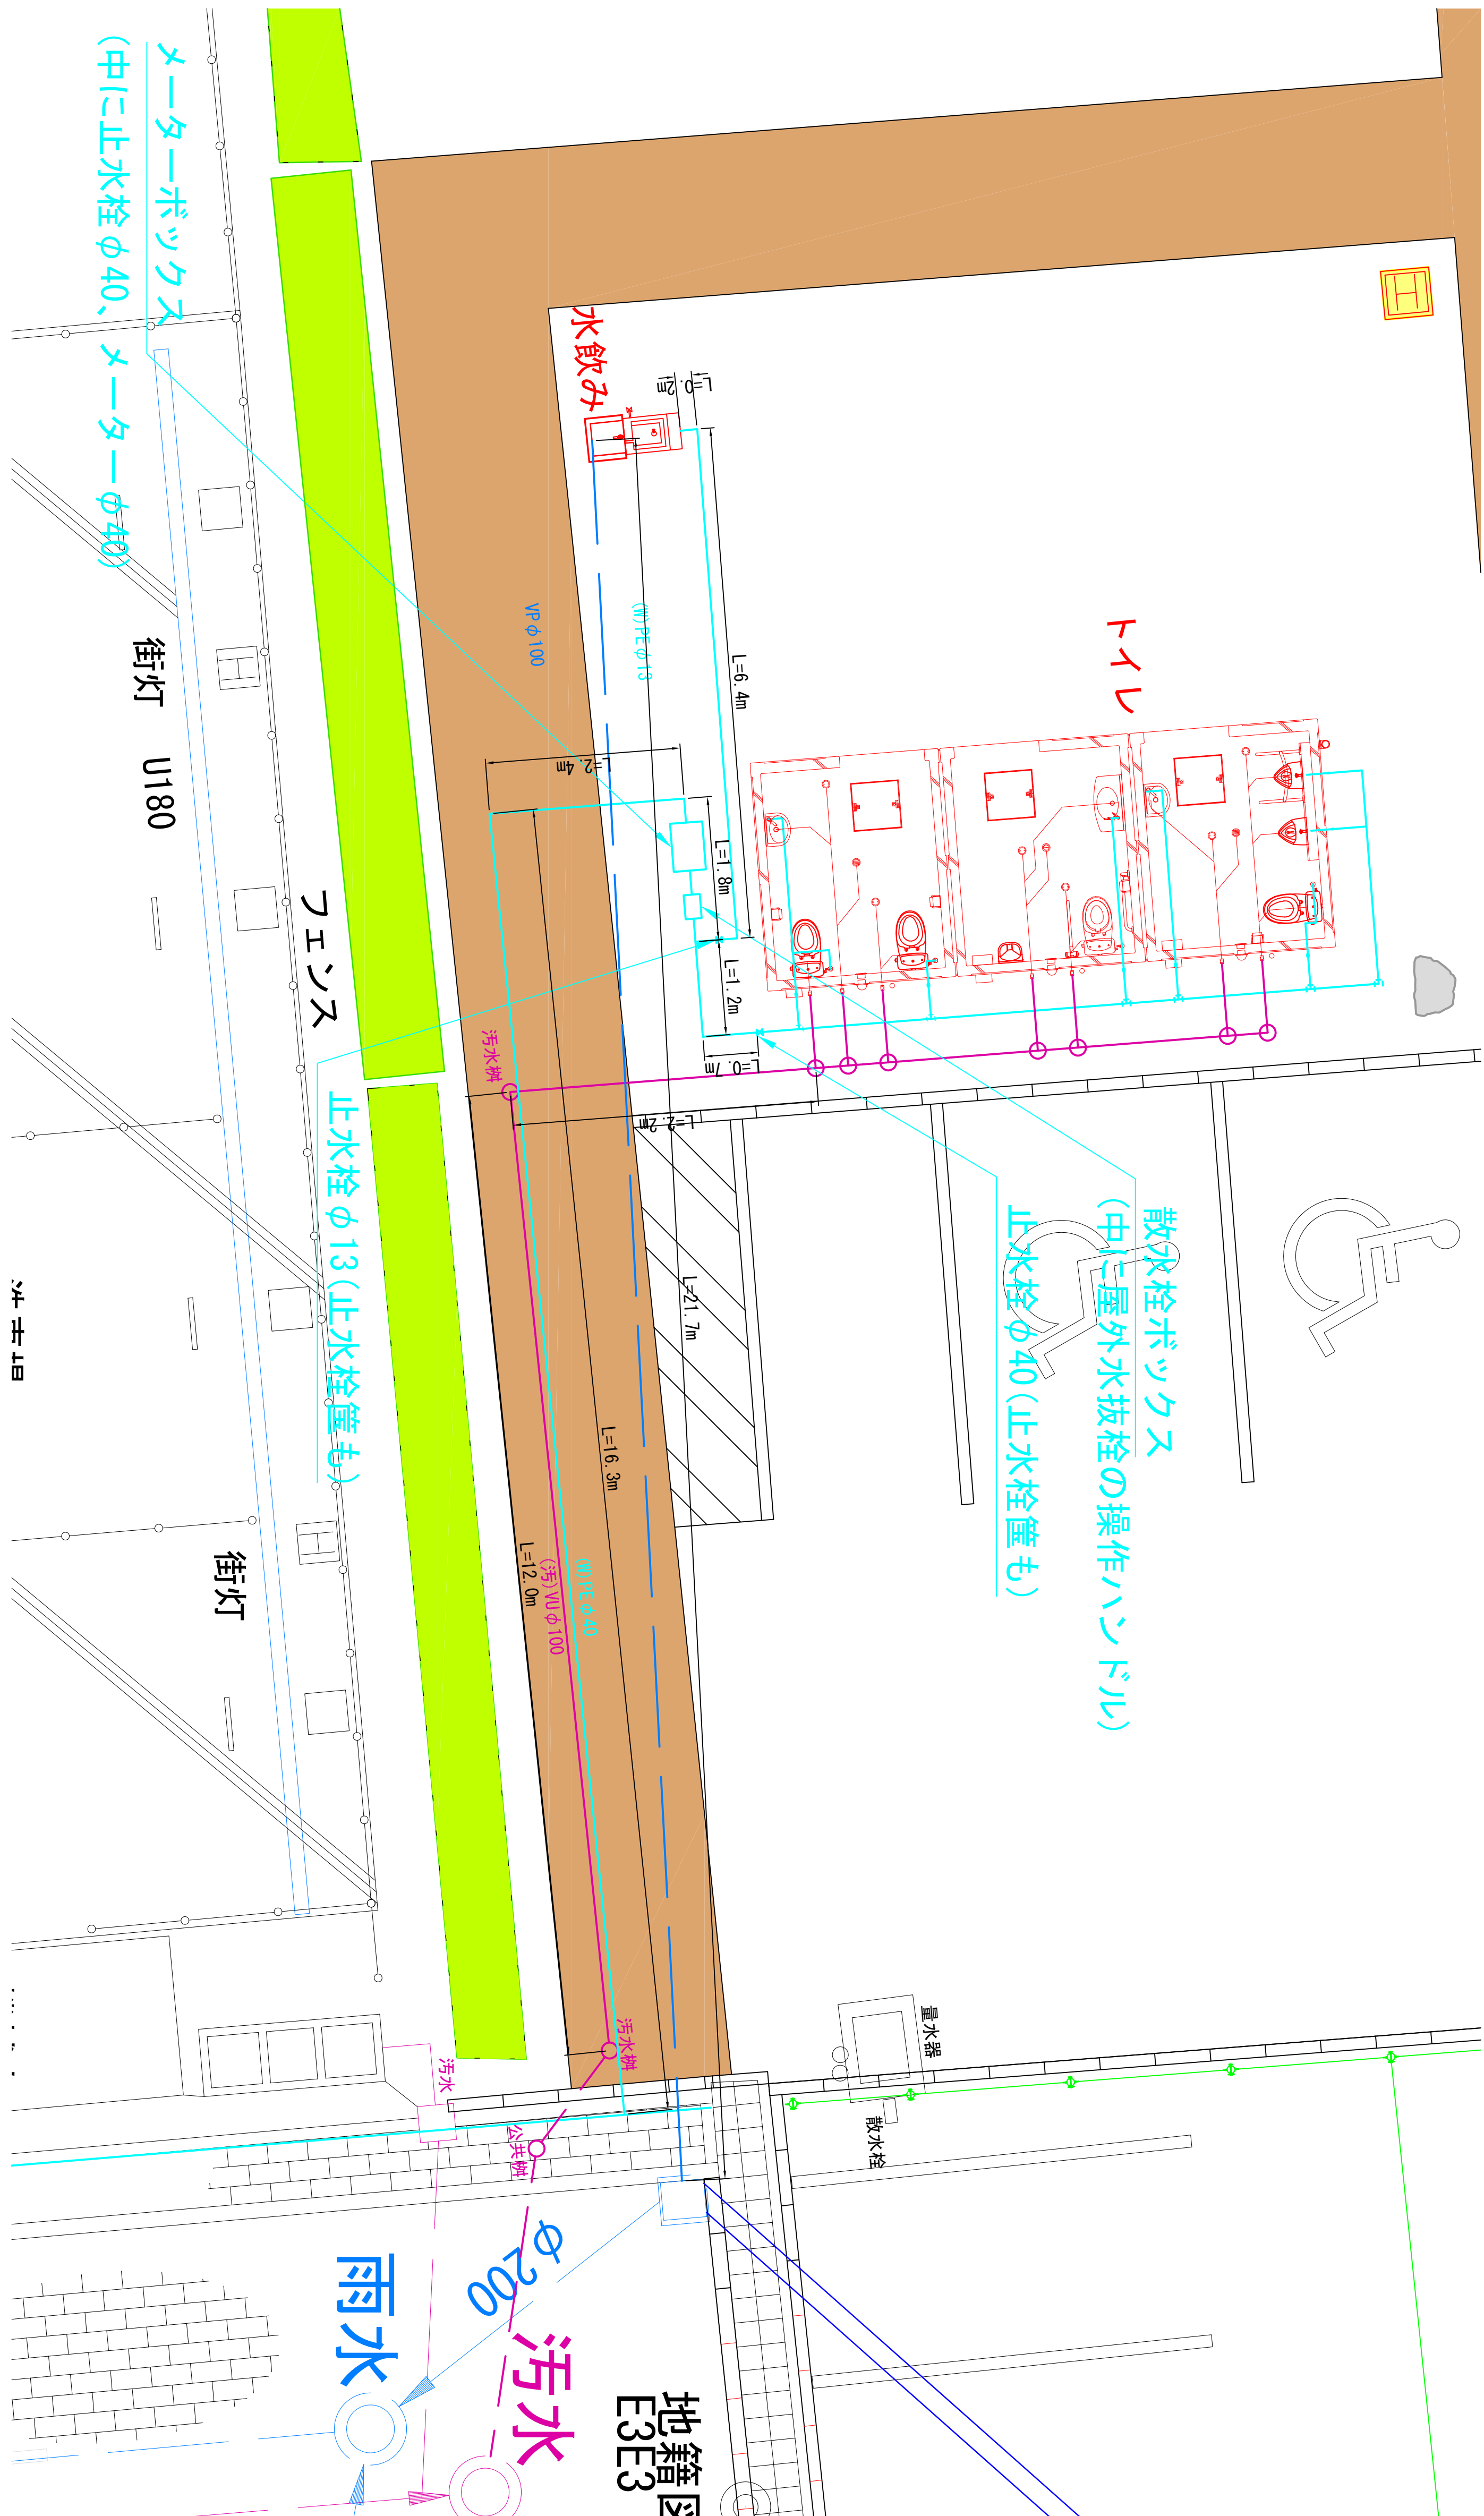 メーターボックス
(中に止水栓φ40、メーターφ40)
水飲み
L=0.2m
VPφ100
(W)PEφ13
L=6.4m
トイレ
街灯
U180
フェンス
L=2.4m
L=1.8m
L=1.2m
L=0.7m
汚水桝
L=2.2m
止水栓φ13(止水栓筐も)
散水栓ボックス
(中に屋外水抜栓の操作ハンドル)
止水栓φ40(止水栓筐も)
L=21.7m
L=16.3m
L=12.0m
(汚)VUφ100
(W)PEφ40
街灯
汚水桝
汚水
公共桝
量水器
散水栓
φ200
雨水
汚水
地籍図
E3E3